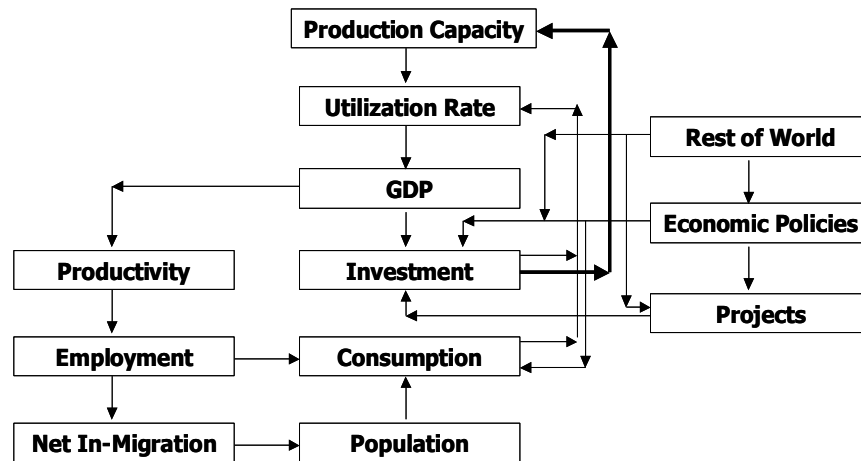 Production Capacity
Utilization Rate
Rest of World
GDP
Economic Policies
Productivity
Investment
Projects
Employment
Consumption
Net In-Migration
Population